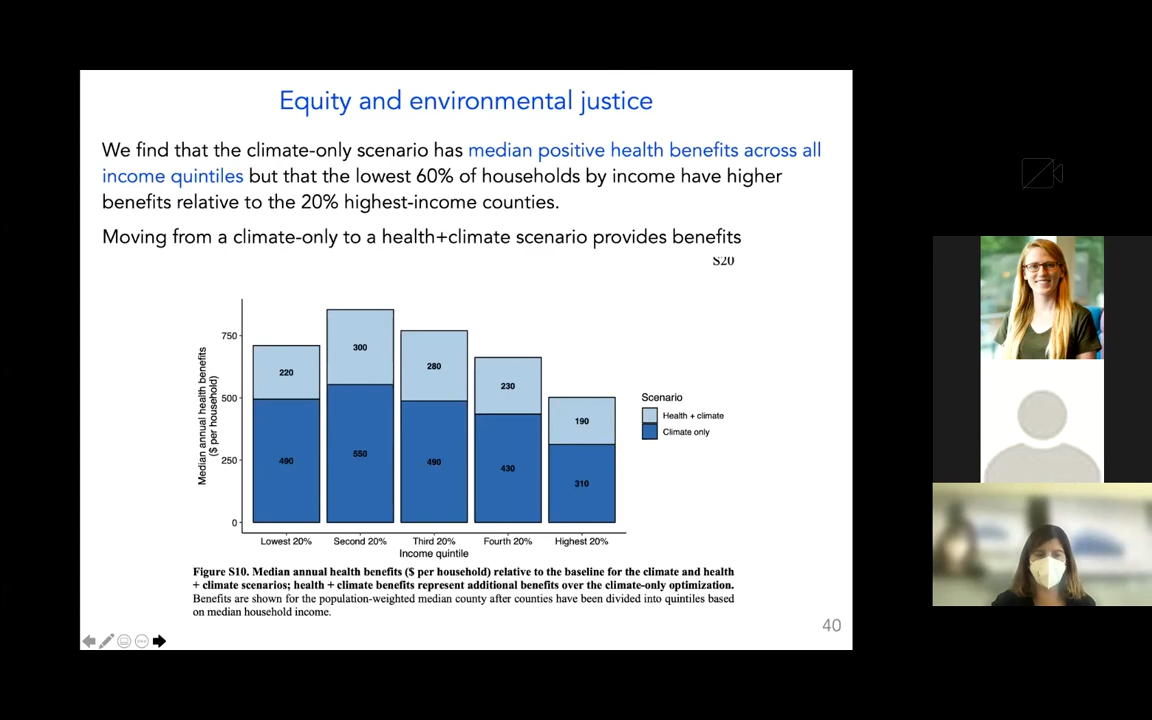 Equity and environmental justice
We find that the climate-only scenario has median positive health benefits across all
income quintiles but that the lowest 60% of households by income have higher
benefits relative to the 20% highest-income counties.
Moving from a climate-only to a health+climate scenario provides benefits
S20
Median annual health benefits
($ per household)
750
500
250
0
220
300
280
230
190
490
550
490
430
310
Lowest 20%
Second 20%
Third 20%
Fourth 20%
Highest 20%
Income quintile
Scenario
Health + climate
Climate only
Figure S10. Median annual health benefits ($ per household) relative to the baseline for the climate and health
+ climate scenarios; health + climate benefits represent additional benefits over the climate-only optimization.
Benefits are shown for the population-weighted median county after counties have been divided into quintiles based
on median household income.
40